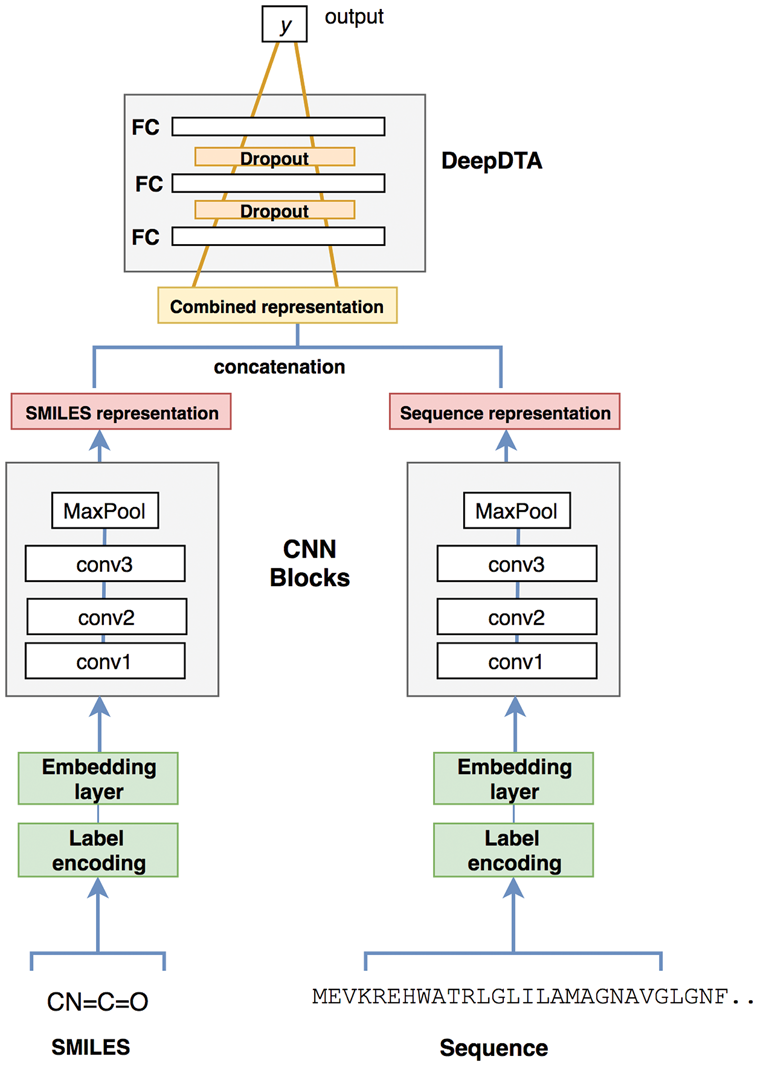 y
output
FC
Dropout
DeepDTA
FC
Dropout
FC
Combined representation
concatenation
SMILES representation
Sequence representation
MaxPool
conv3
conv2
conv1
CNN
Blocks
MaxPool
conv3
conv2
conv1
Embedding
layer
Label
encoding
Embedding
layer
Label
encoding
CN=C=O
SMILES
MEVKREHWATRLGLILAMAGNAVGLGNF..
Sequence